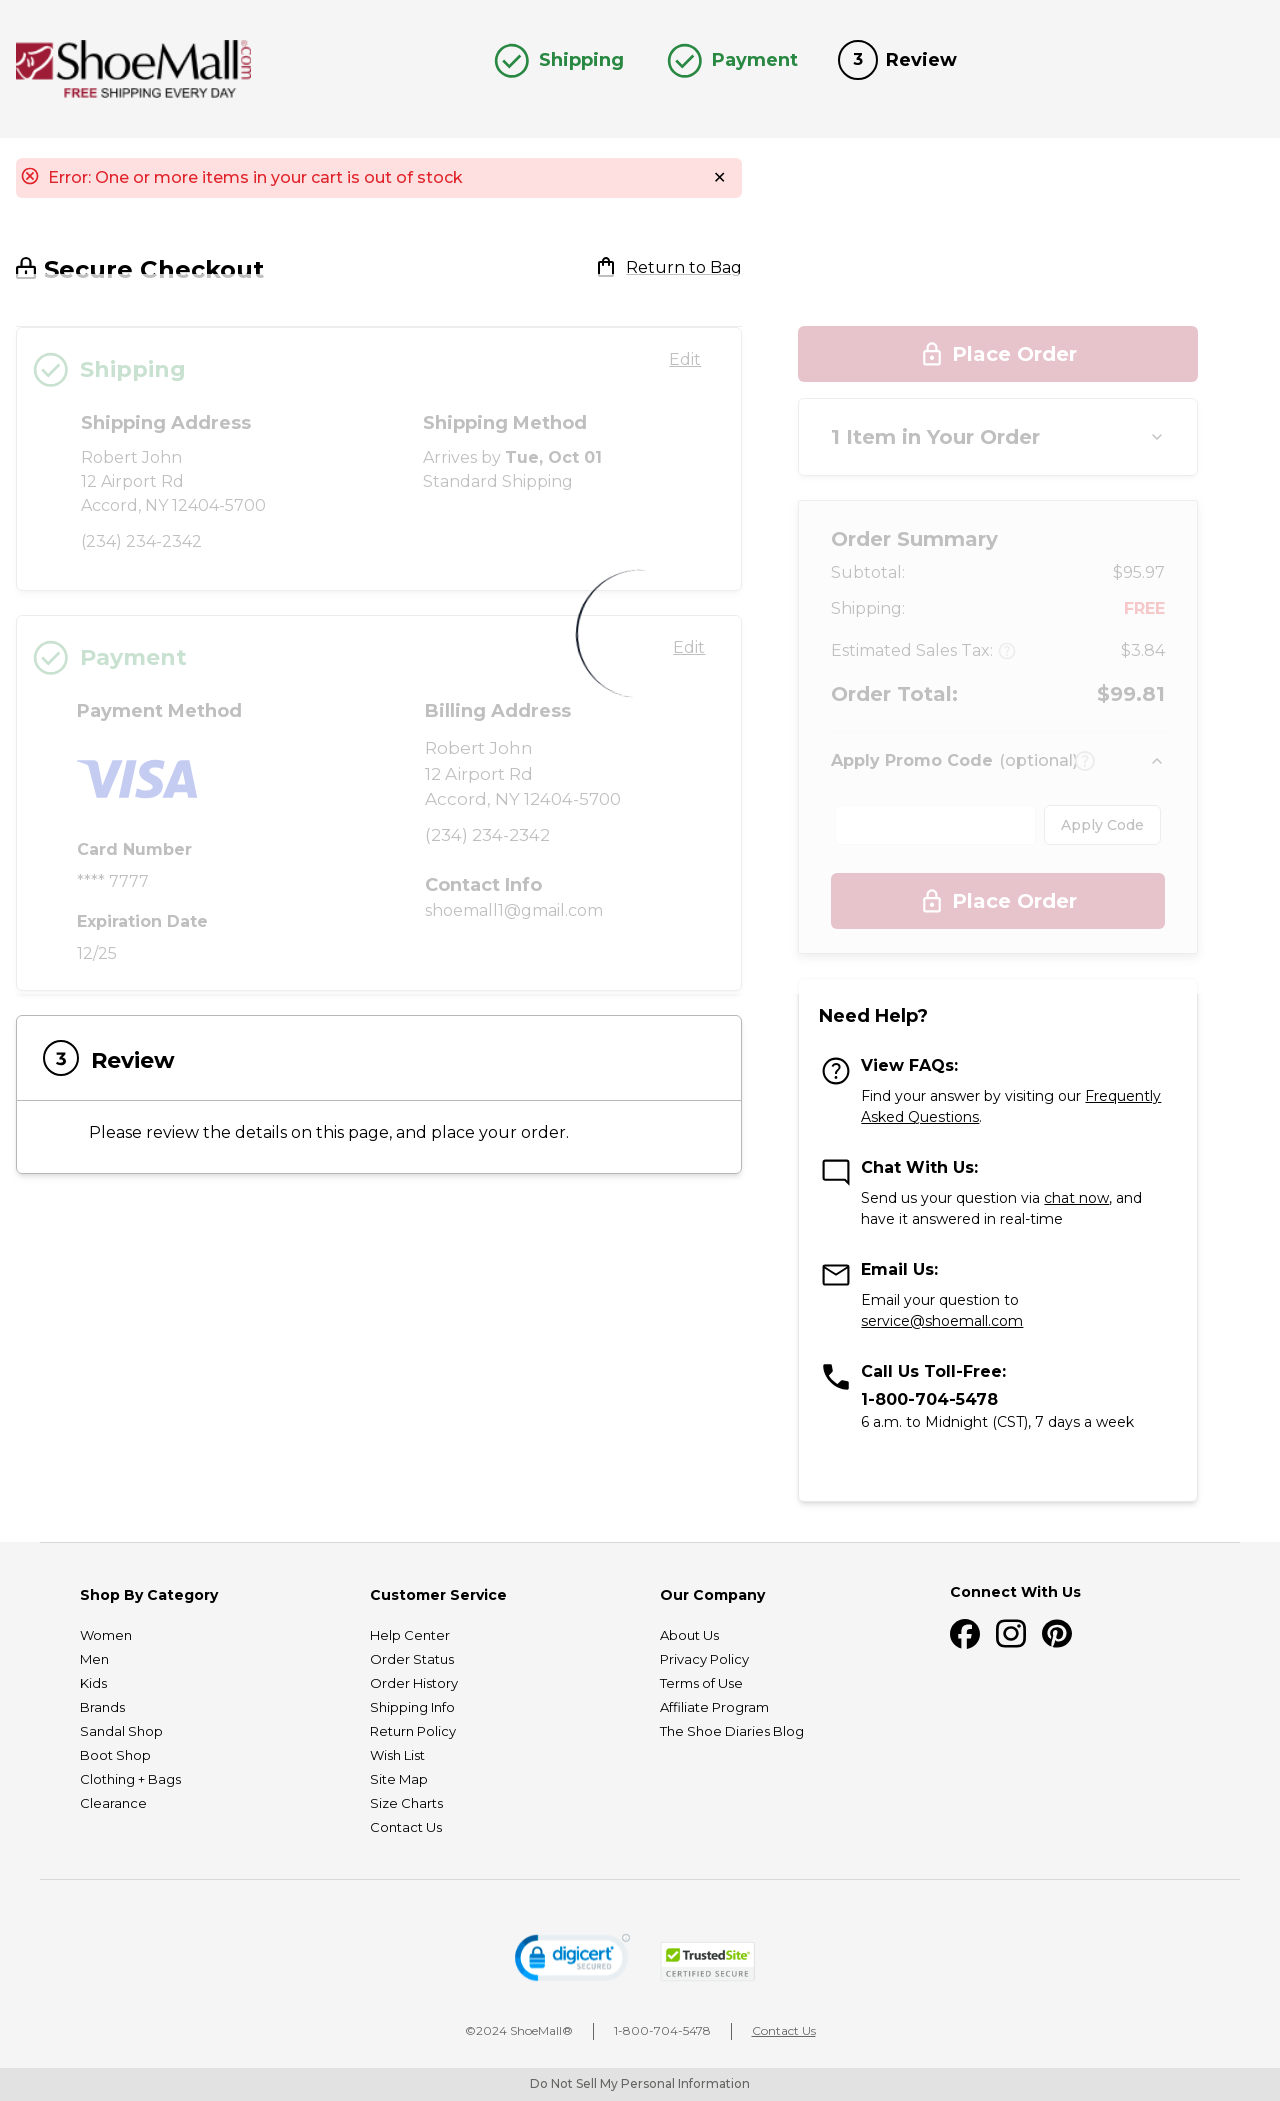 ShoeMall.com
FREE SHIPPING EVERY DAY
Shipping
Payment
3 Review
Error: One or more items in your cart is out of stock
Secure Checkout
Return to Bag
Shipping
Edit
Shipping Address
Robert John
12 Airport Rd
Accord, NY 12404-5700
(234) 234-2342
Shipping Method
Arrives by Tue, Oct 01
Standard Shipping
Payment
Edit
Payment Method
VISA
Card Number
**** 7777
Expiration Date
12/25
Billing Address
Robert John
12 Airport Rd
Accord, NY 12404-5700
(234) 234-2342
Contact Info
shoemall1@gmail.com
3 Review
Please review the details on this page, and place your order.
Place Order
1 Item in Your Order
Order Summary
Subtotal: $95.97
Shipping: FREE
Estimated Sales Tax: $3.84
Order Total: $99.81
Apply Promo Code (optional)
Apply Code
Place Order
Need Help?
View FAQs:
Find your answer by visiting our Frequently
Asked Questions.
Chat With Us:
Send us your question via chat now, and
have it answered in real-time
Email Us:
Email your question to
service@shoemall.com
Call Us Toll-Free:
1-800-704-5478
6 a.m. to Midnight (CST), 7 days a week
Shop By Category
Women
Men
Kids
Brands
Sandal Shop
Boot Shop
Clothing + Bags
Clearance
Customer Service
Help Center
Order Status
Order History
Shipping Info
Return Policy
Wish List
Site Map
Size Charts
Contact Us
Our Company
About Us
Privacy Policy
Terms of Use
Affiliate Program
The Shoe Diaries Blog
Connect With Us
digicert
SECURED
TrustedSite
CERTIFIED SECURE
©2024 ShoeMall®
1-800-704-5478
Contact Us
Do Not Sell My Personal Information